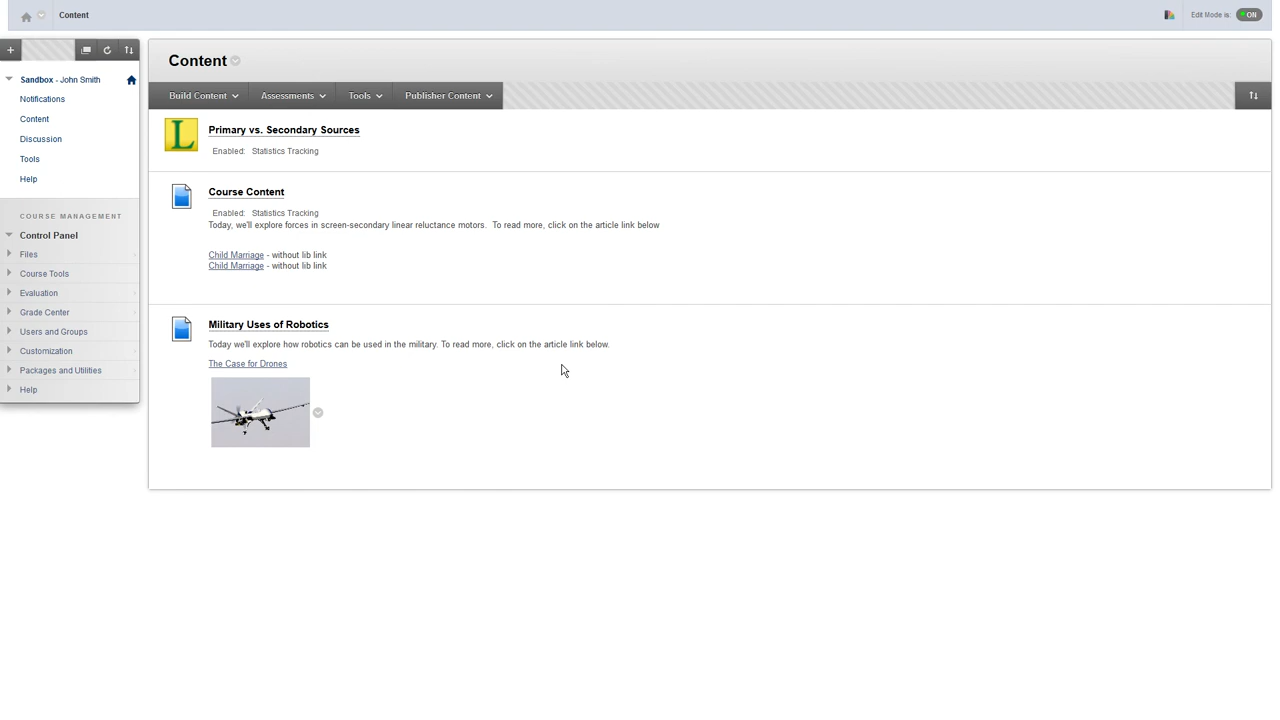 Content
Edit Mode is: ON
Content
Sandbox - John Smith
Notifications
Content
Discussion
Tools
Help
COURSE MANAGEMENT
Control Panel
Files
Course Tools
Evaluation
Grade Center
Users and Groups
Customization
Packages and Utilities
Help
Build Content
Assessments
Tools
Publisher Content
L
Primary vs. Secondary Sources
Enabled: Statistics Tracking
Course Content
Enabled: Statistics Tracking
Today, we'll explore forces in screen-secondary linear reluctance motors. To read more, click on the article link below
Child Marriage - without lib link
Child Marriage - without lib link
Military Uses of Robotics
Today we'll explore how robotics can be used in the military. To read more, click on the article link below.
The Case for Drones